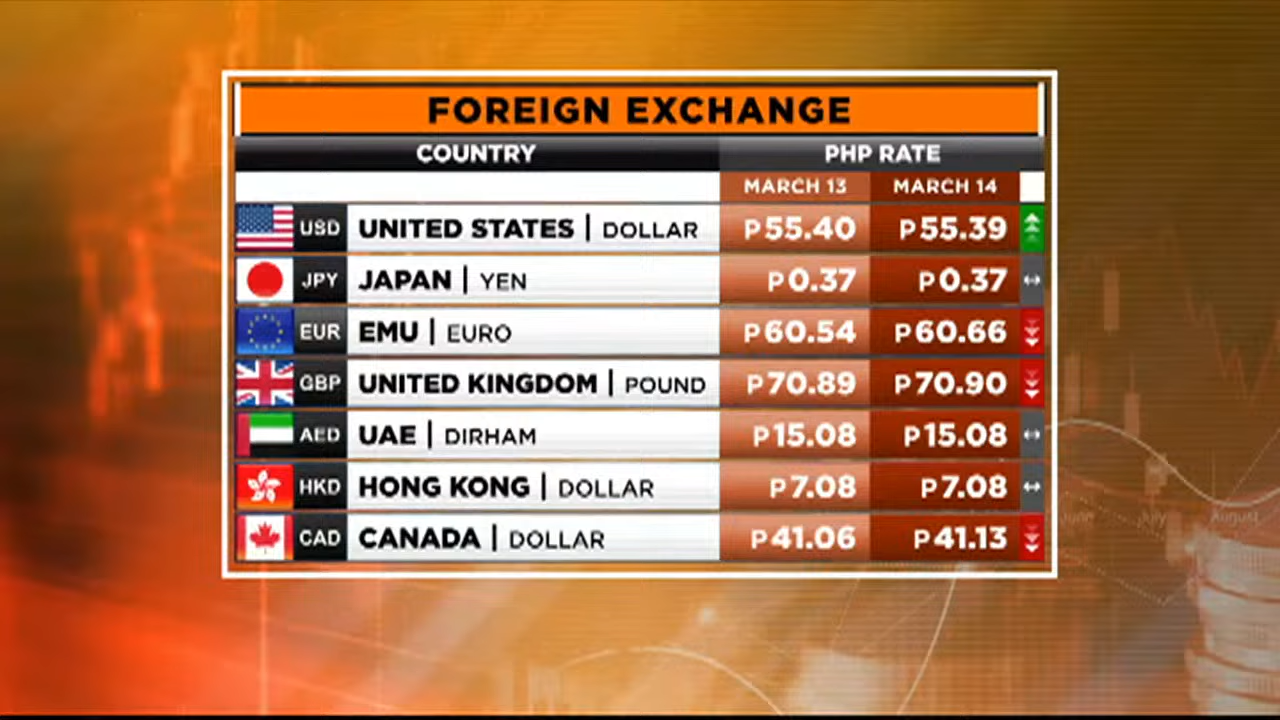 FOREIGN EXCHANGE
COUNTRY PHP RATE
MARCH 13 MARCH 14
USD UNITED STATES | DOLLAR P55.40 P55.39
JPY JAPAN | YEN P0.37 P0.37
EUR EMU | EURO P60.54 P60.66
GBP UNITED KINGDOM | POUND P70.89 P70.90
AED UAE | DIRHAM P15.08 P15.08
HKD HONG KONG | DOLLAR P7.08 P7.08
CAD CANADA | DOLLAR P41.06 P41.13
June July August